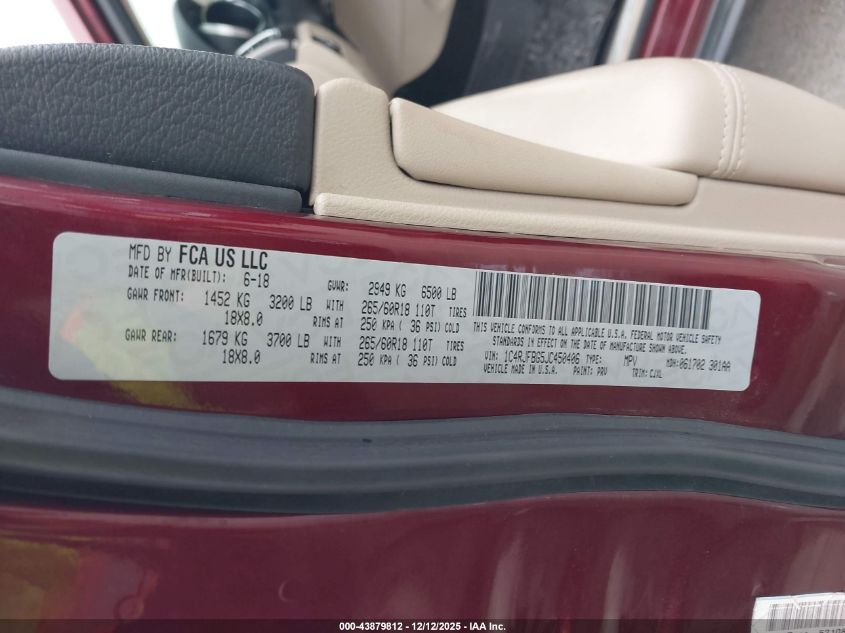 MFD BY FCA US LLC
DATE OF MFR(BUILT): 6-18 GVWR: 2949 KG 6500 LB
GAWR FRONT: 1452 KG 3200 LB WITH 265/60R18 110T TIRES
18X8.0 RIMS AT 250 KPA ( 36 PSI) COLD
GAWR REAR: 1679 KG 3700 LB WITH 265/60R18 110T TIRES
18X8.0 RIMS AT 250 KPA ( 36 PSI) COLD
THIS VEHICLE CONFORMS TO ALL APPLICABLE U.S.A. FEDERAL MOTOR VEHICLE SAFETY
STANDARDS IN EFFECT ON THE DATE OF MANUFACTURE SHOWN ABOVE.
VIN: 1C4RJFBG5JC450406 TYPE: MPV MDH:061702 301AA
VEHICLE MADE IN U.S.A. PAINT: PRV TRIM: CJXL
000-43879812 - 12/12/2025 - IAA Inc.